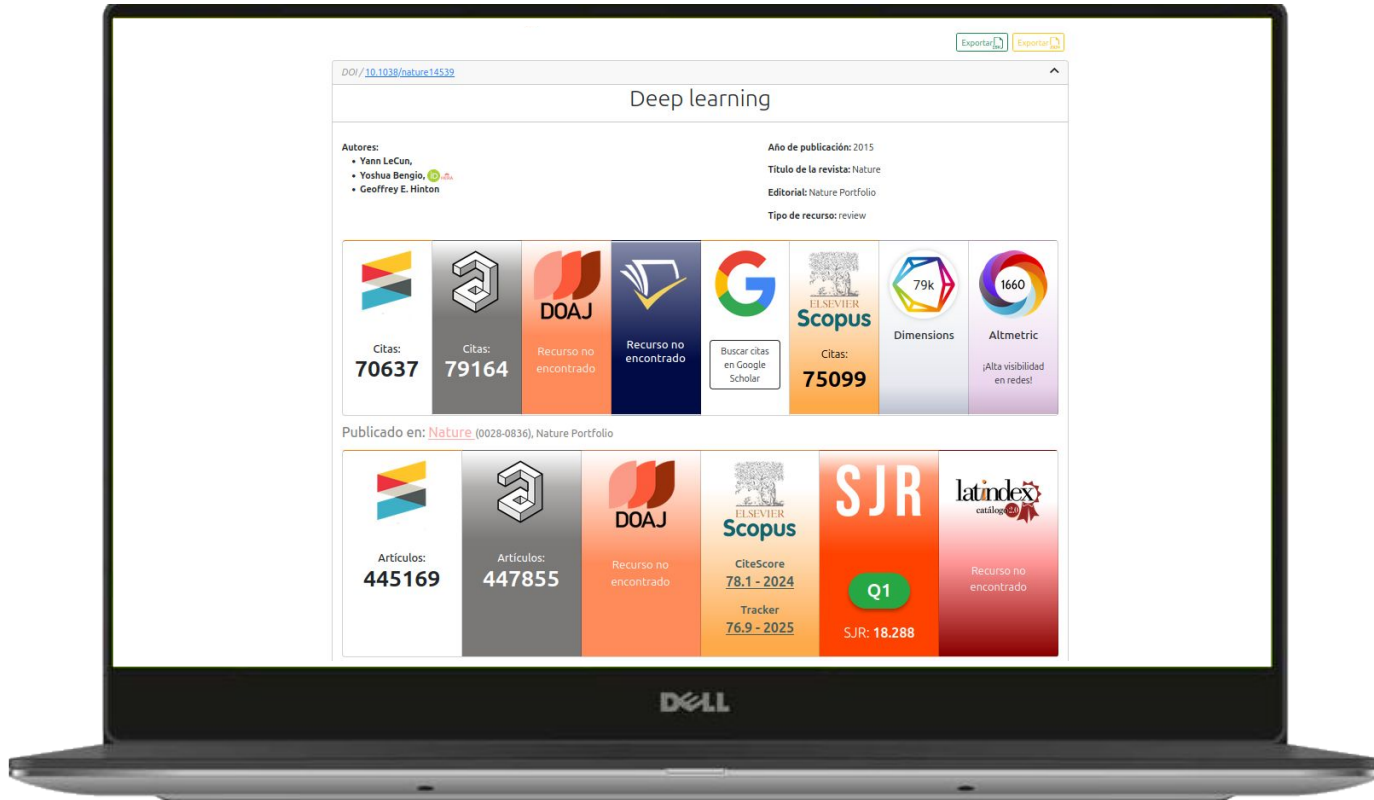 Exportar
Exportar
DOI / 10.1038/nature14539
Deep learning
Autores:
• Yann LeCun,
• Yoshua Bengio, iD
• Geoffrey E. Hinton
Año de publicación: 2015
Título de la revista: Nature
Editorial: Nature Portfolio
Tipo de recurso: review
Citas:
70637
Citas:
79164
DOAJ
Recurso no
encontrado
Recurso no
encontrado
Buscar citas
en Google
Scholar
ELSEVIER
Scopus
Citas:
75099
79k
Dimensions
1660
Altmetric
¡Alta visibilidad
en redes!
Publicado en: Nature (0028-0836), Nature Portfolio
Artículos:
445169
Artículos:
447855
DOAJ
Recurso no
encontrado
ELSEVIER
Scopus
CiteScore
78.1 - 2024
Tracker
76.9 - 2025
SJR
Q1
SJR: 18.288
latindex
catálogo 2.0
Recurso no
encontrado
DELL